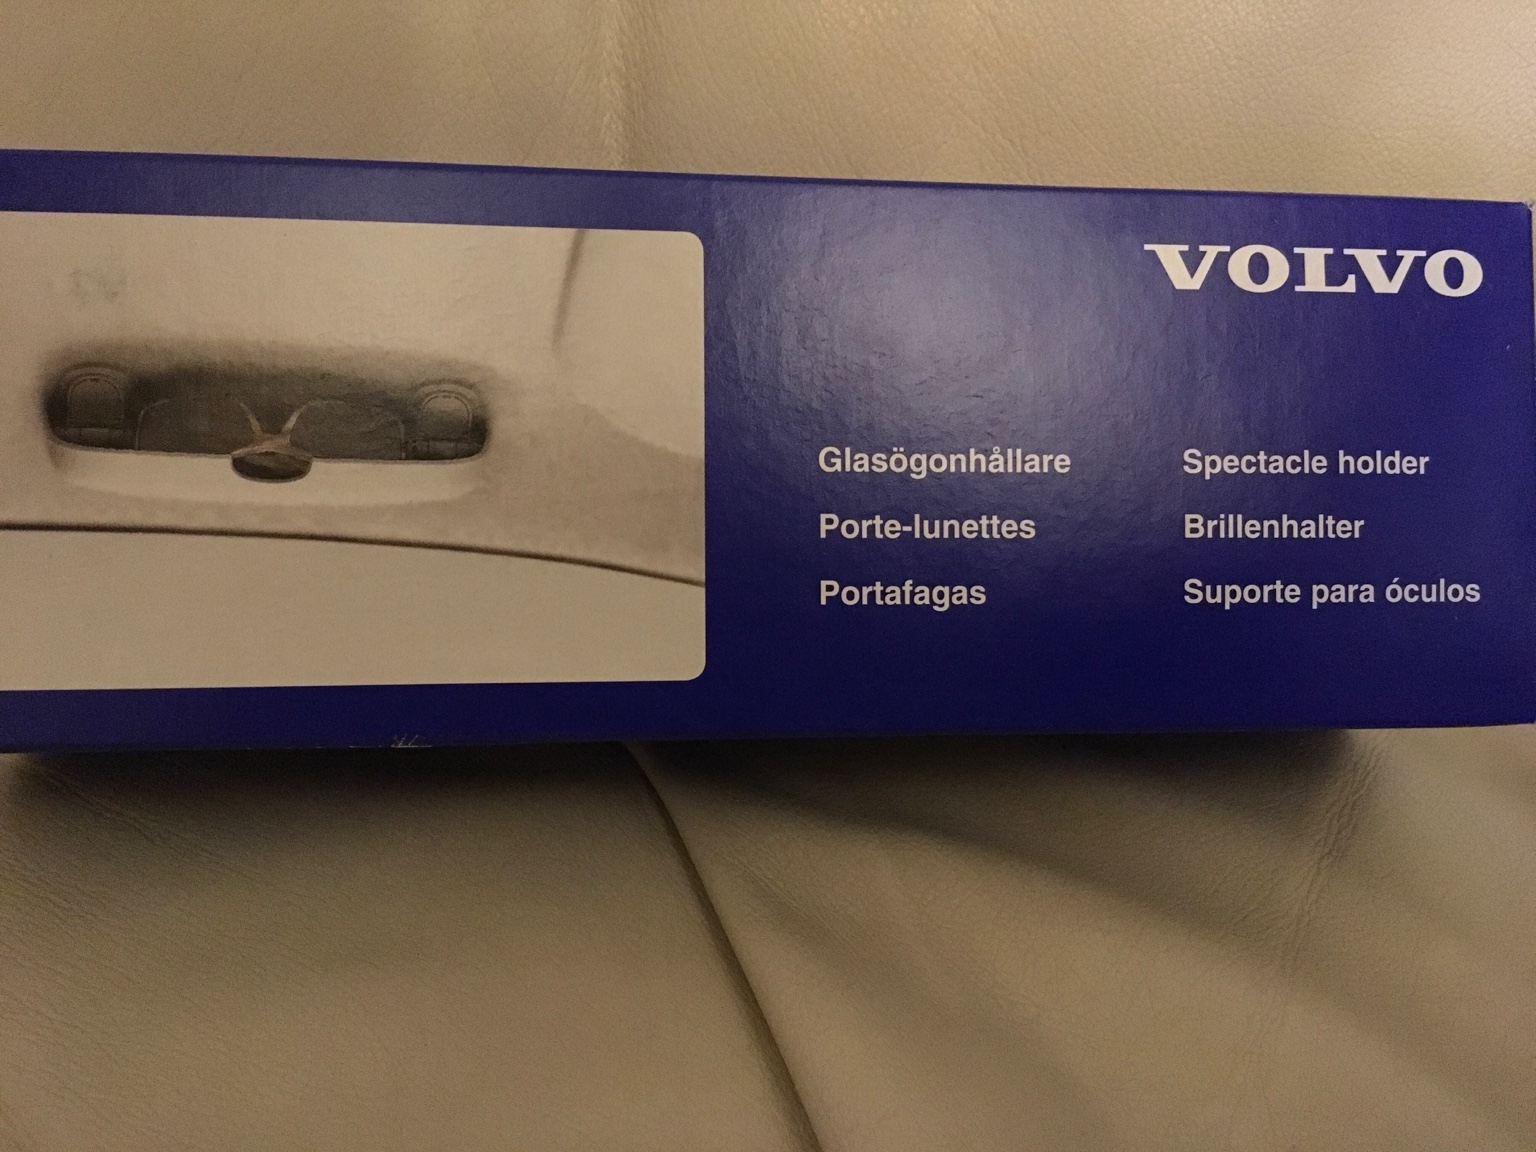 VOLVO
Glasögonhållare
Spectacle holder
Porte-lunettes
Brillenhalter
Portafagas
Suporte para óculos